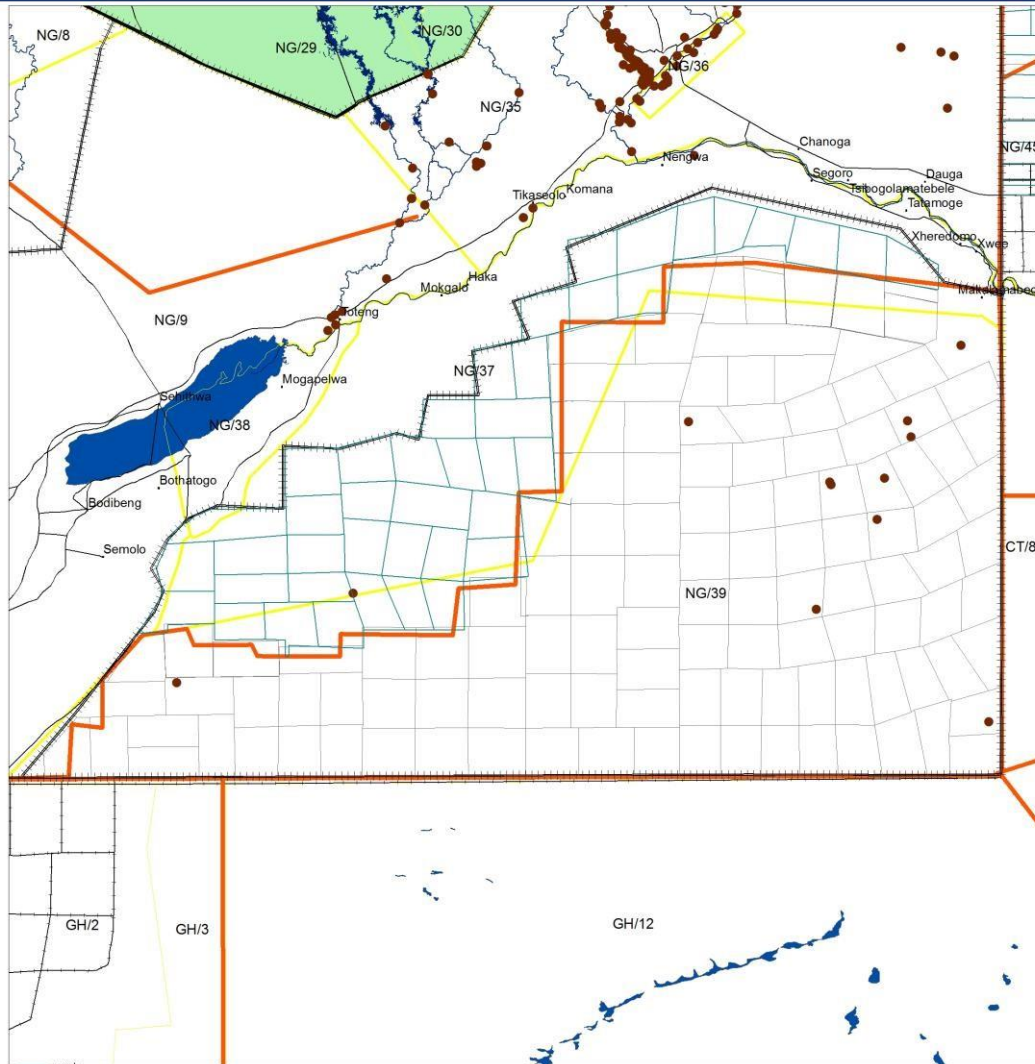 NG/8
NG/29
NG/30
NG/36
NG/35
Chanoga
NG/45
Nengwa
Segoro
Dauga
Tikaseolo
Komana
Tsibogolamatebele
Tatamoge
Xheredomo
Xwee
Haka
Mokgalo
Toteng
NG/9
NG/37
Mogapelwa
Sehithwa
NG/38
Bothatogo
Bodibeng
Semolo
CT/8
NG/39
GH/2
GH/3
GH/12